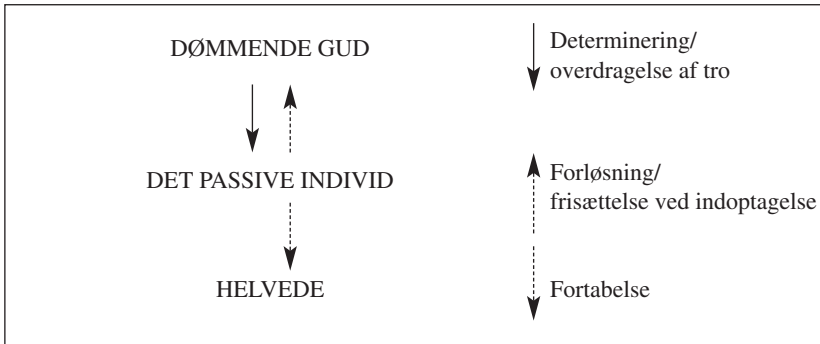 DØMMENDE GUD
DET PASSIVE INDIVID
HELVEDE
Determinering/
overdragelse af tro
Forløsning/
frisættelse ved indoptagelse
Fortabelse